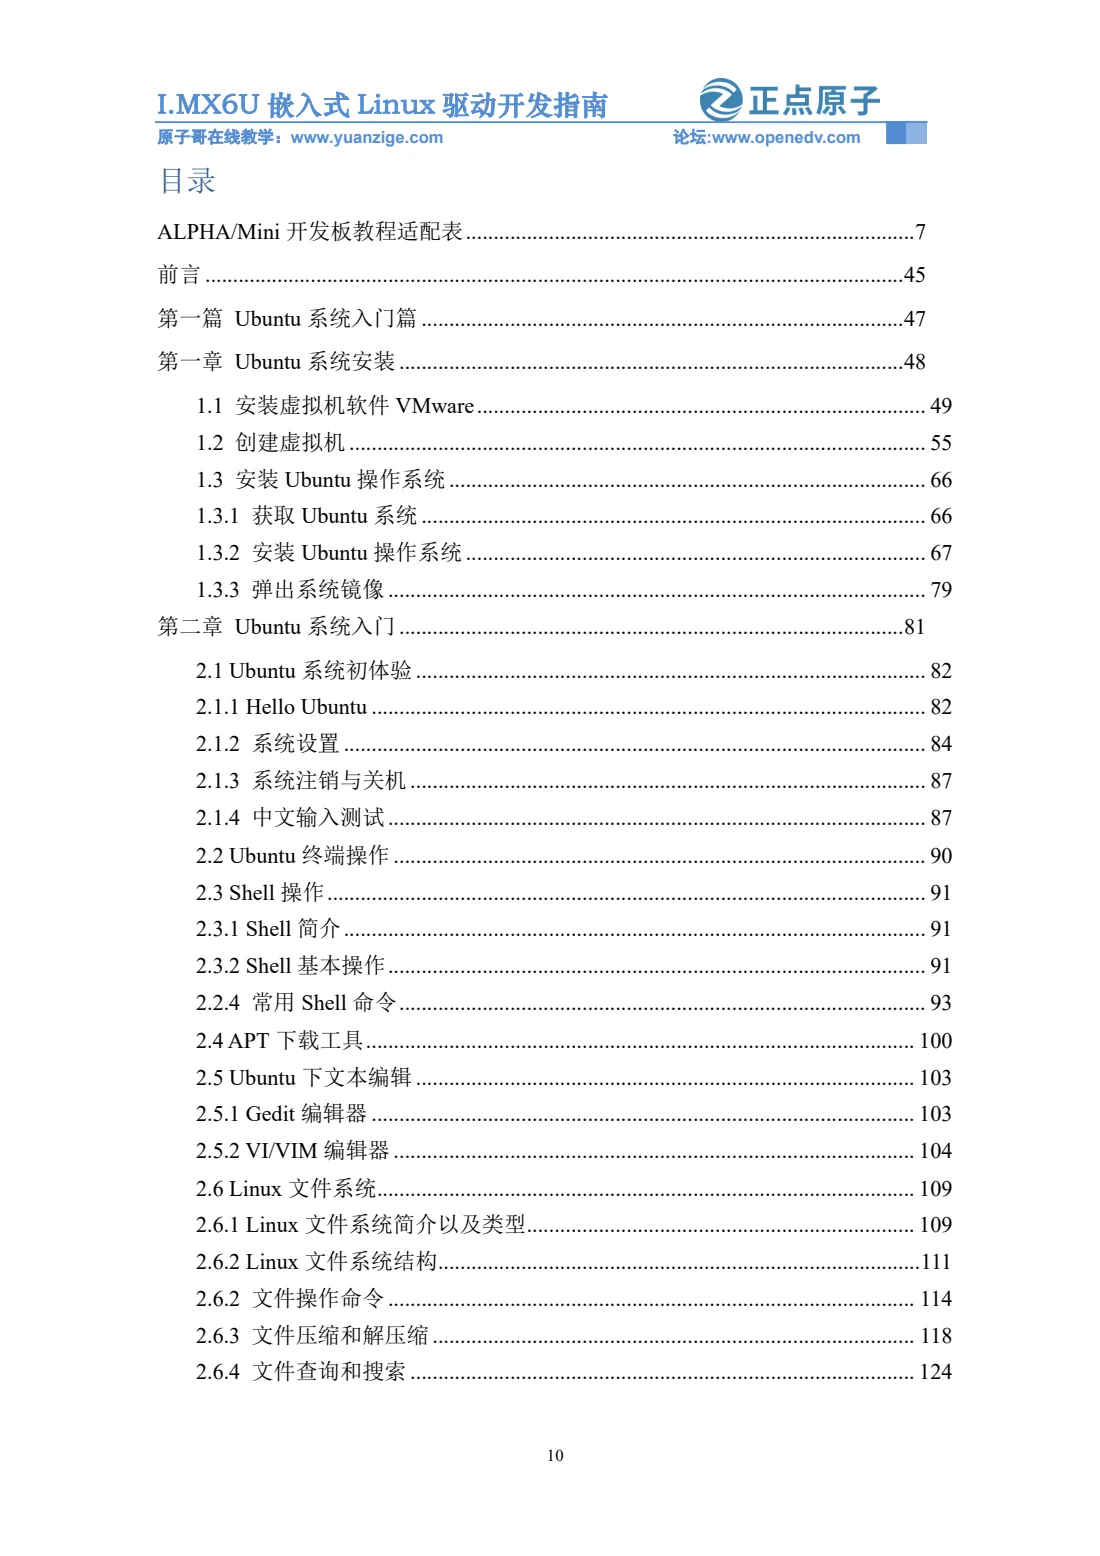 I.MX6U 嵌入式 Linux 驱动开发指南
正点原子
原子哥在线教学：www.yuanzige.com
论坛:www.openedv.com
目录
ALPHA/Mini 开发板教程适配表.................................................................................7
前言...............................................................................................................................45
第一篇 Ubuntu 系统入门篇........................................................................................47
第一章 Ubuntu 系统安装............................................................................................48
1.1 安装虚拟机软件 VMware.................................................................................. 49
1.2 创建虚拟机......................................................................................................... 55
1.3 安装 Ubuntu 操作系统....................................................................................... 66
1.3.1 获取 Ubuntu 系统............................................................................................ 66
1.3.2 安装 Ubuntu 操作系统.................................................................................... 67
1.3.3 弹出系统镜像.................................................................................................. 79
第二章 Ubuntu 系统入门............................................................................................81
2.1 Ubuntu 系统初体验............................................................................................. 82
2.1.1 Hello Ubuntu..................................................................................................... 82
2.1.2 系统设置.......................................................................................................... 84
2.1.3 系统注销与关机.............................................................................................. 87
2.1.4 中文输入测试.................................................................................................. 87
2.2 Ubuntu 终端操作................................................................................................. 90
2.3 Shell 操作............................................................................................................. 91
2.3.1 Shell 简介.......................................................................................................... 91
2.3.2 Shell 基本操作.................................................................................................. 91
2.2.4 常用 Shell 命令................................................................................................ 93
2.4 APT 下载工具.................................................................................................... 100
2.5 Ubuntu 下文本编辑........................................................................................... 103
2.5.1 Gedit 编辑器................................................................................................... 103
2.5.2 VI/VIM 编辑器............................................................................................... 104
2.6 Linux 文件系统.................................................................................................. 109
2.6.1 Linux 文件系统简介以及类型....................................................................... 109
2.6.2 Linux 文件系统结构........................................................................................111
2.6.2 文件操作命令................................................................................................ 114
2.6.3 文件压缩和解压缩........................................................................................ 118
2.6.4 文件查询和搜索............................................................................................ 124
10